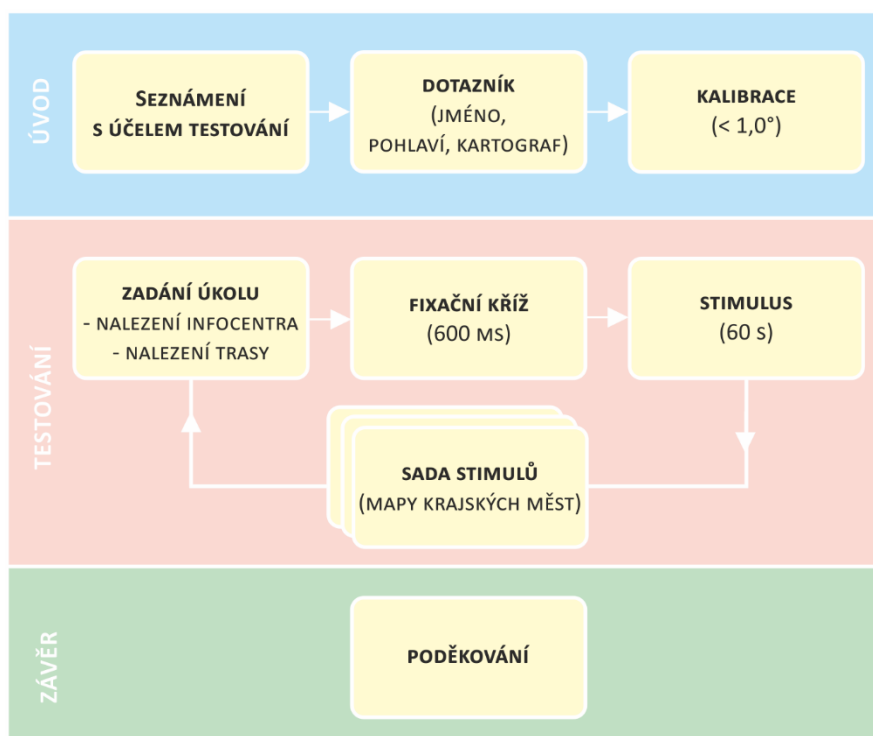 ÚVOD
SEZNÁMENÍ
S ÚČELEM TESTOVÁNÍ
DOTAZNÍK
(JMÉNO,
POHLAVÍ, KARTOGRAF)
KALIBRACE
(< 1,0°)
TESTOVÁNÍ
ZADÁNÍ ÚKOLU
- NALEZENÍ INFOCENTRA
- NALEZENÍ TRASY
FIXAČNÍ KŘÍŽ
(600 MS)
STIMULUS
(60 S)
SADA STIMULŮ
(MAPY KRAJSKÝCH MĚST)
ZÁVĚR
PODĚKOVÁNÍ